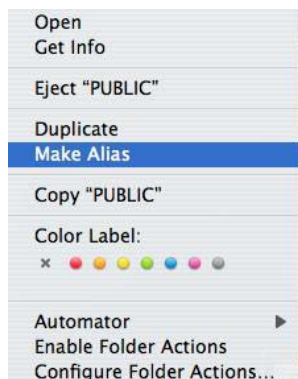 Open
Get Info
Eject “PUBLIC”
Duplicate
Make Alias
Copy “PUBLIC”
Color Label:
Automator
Enable Folder Actions
Configure Folder Actions...